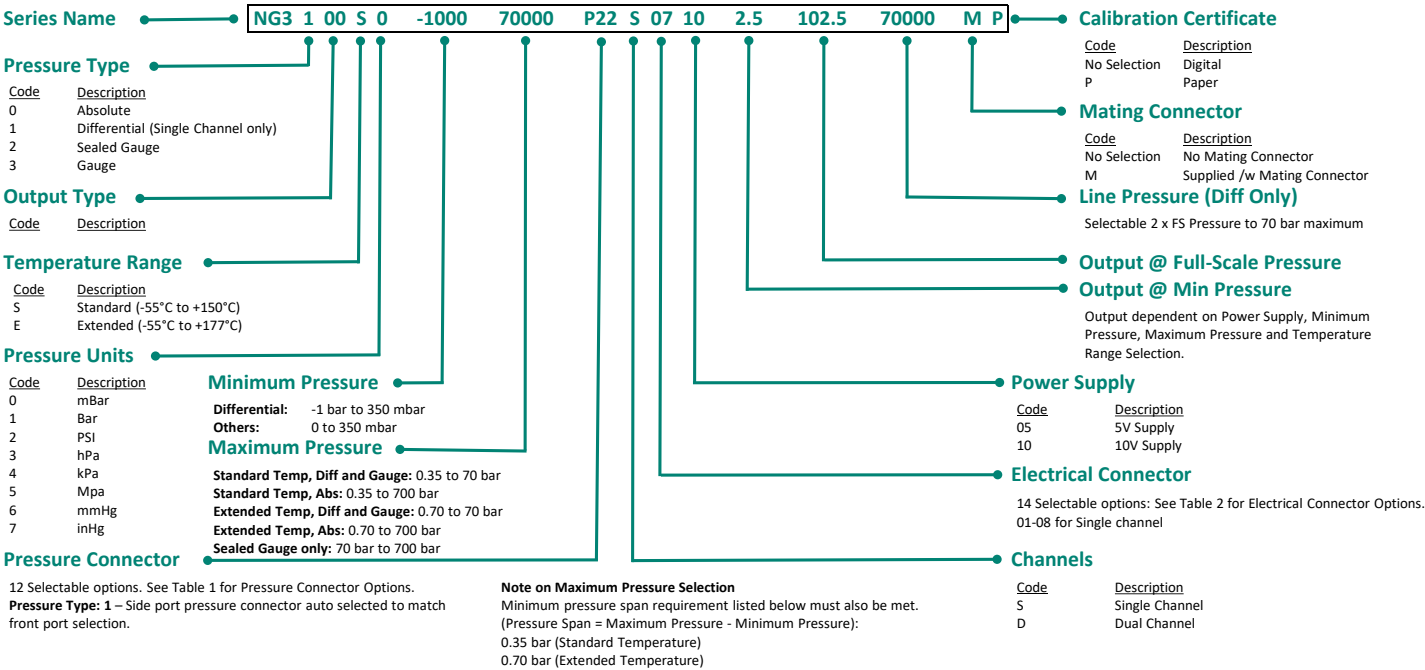 Series Name
NG3 1 00 S 0 -1000 70000 P22 S 07 10 2.5 102.5 70000 M P
Pressure Type
Code Description
0 Absolute
1 Differential (Single Channel only)
2 Sealed Gauge
3 Gauge
Output Type
Code Description
Temperature Range
Code Description
S Standard (-55°C to +150°C)
E Extended (-55°C to +177°C)
Pressure Units
Code Description
0 mBar
1 Bar
2 PSI
3 hPa
4 kPa
5 Mpa
6 mmHg
7 inHg
Minimum Pressure
Differential: -1 bar to 350 mbar
Others: 0 to 350 mbar
Maximum Pressure
Standard Temp, Diff and Gauge: 0.35 to 70 bar
Standard Temp, Abs: 0.35 to 700 bar
Extended Temp, Diff and Gauge: 0.70 to 70 bar
Extended Temp, Abs: 0.70 to 700 bar
Sealed Gauge only: 70 bar to 700 bar
Pressure Connector
12 Selectable options. See Table 1 for Pressure Connector Options.
Pressure Type: 1 – Side port pressure connector auto selected to match
front port selection.
Note on Maximum Pressure Selection
Minimum pressure span requirement listed below must also be met.
(Pressure Span = Maximum Pressure - Minimum Pressure):
0.35 bar (Standard Temperature)
0.70 bar (Extended Temperature)
Calibration Certificate
Code Description
No Selection Digital
P Paper
Mating Connector
Code Description
No Selection No Mating Connector
M Supplied /w Mating Connector
Line Pressure (Diff Only)
Selectable 2 x FS Pressure to 70 bar maximum
Output @ Full-Scale Pressure
Output @ Min Pressure
Output dependent on Power Supply, Minimum
Pressure, Maximum Pressure and Temperature
Range Selection.
Power Supply
Code Description
05 5V Supply
10 10V Supply
Electrical Connector
14 Selectable options: See Table 2 for Electrical Connector Options.
01-08 for Single channel
Channels
Code Description
S Single Channel
D Dual Channel